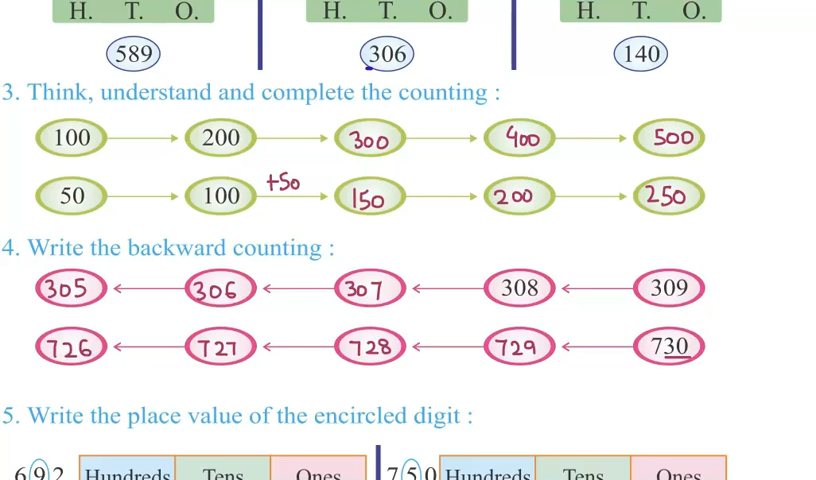 H. T. O. H. T. O. H. T. O.
589 306 140
3. Think, understand and complete the counting :
100 200 300 400 500
+50
50 100 150 200 250
4. Write the backward counting :
305 306 307 308 309
726 727 728 729 730
5. Write the place value of the encircled digit :
692 Hundreds Tens Ones 750 Hundreds Tens Ones